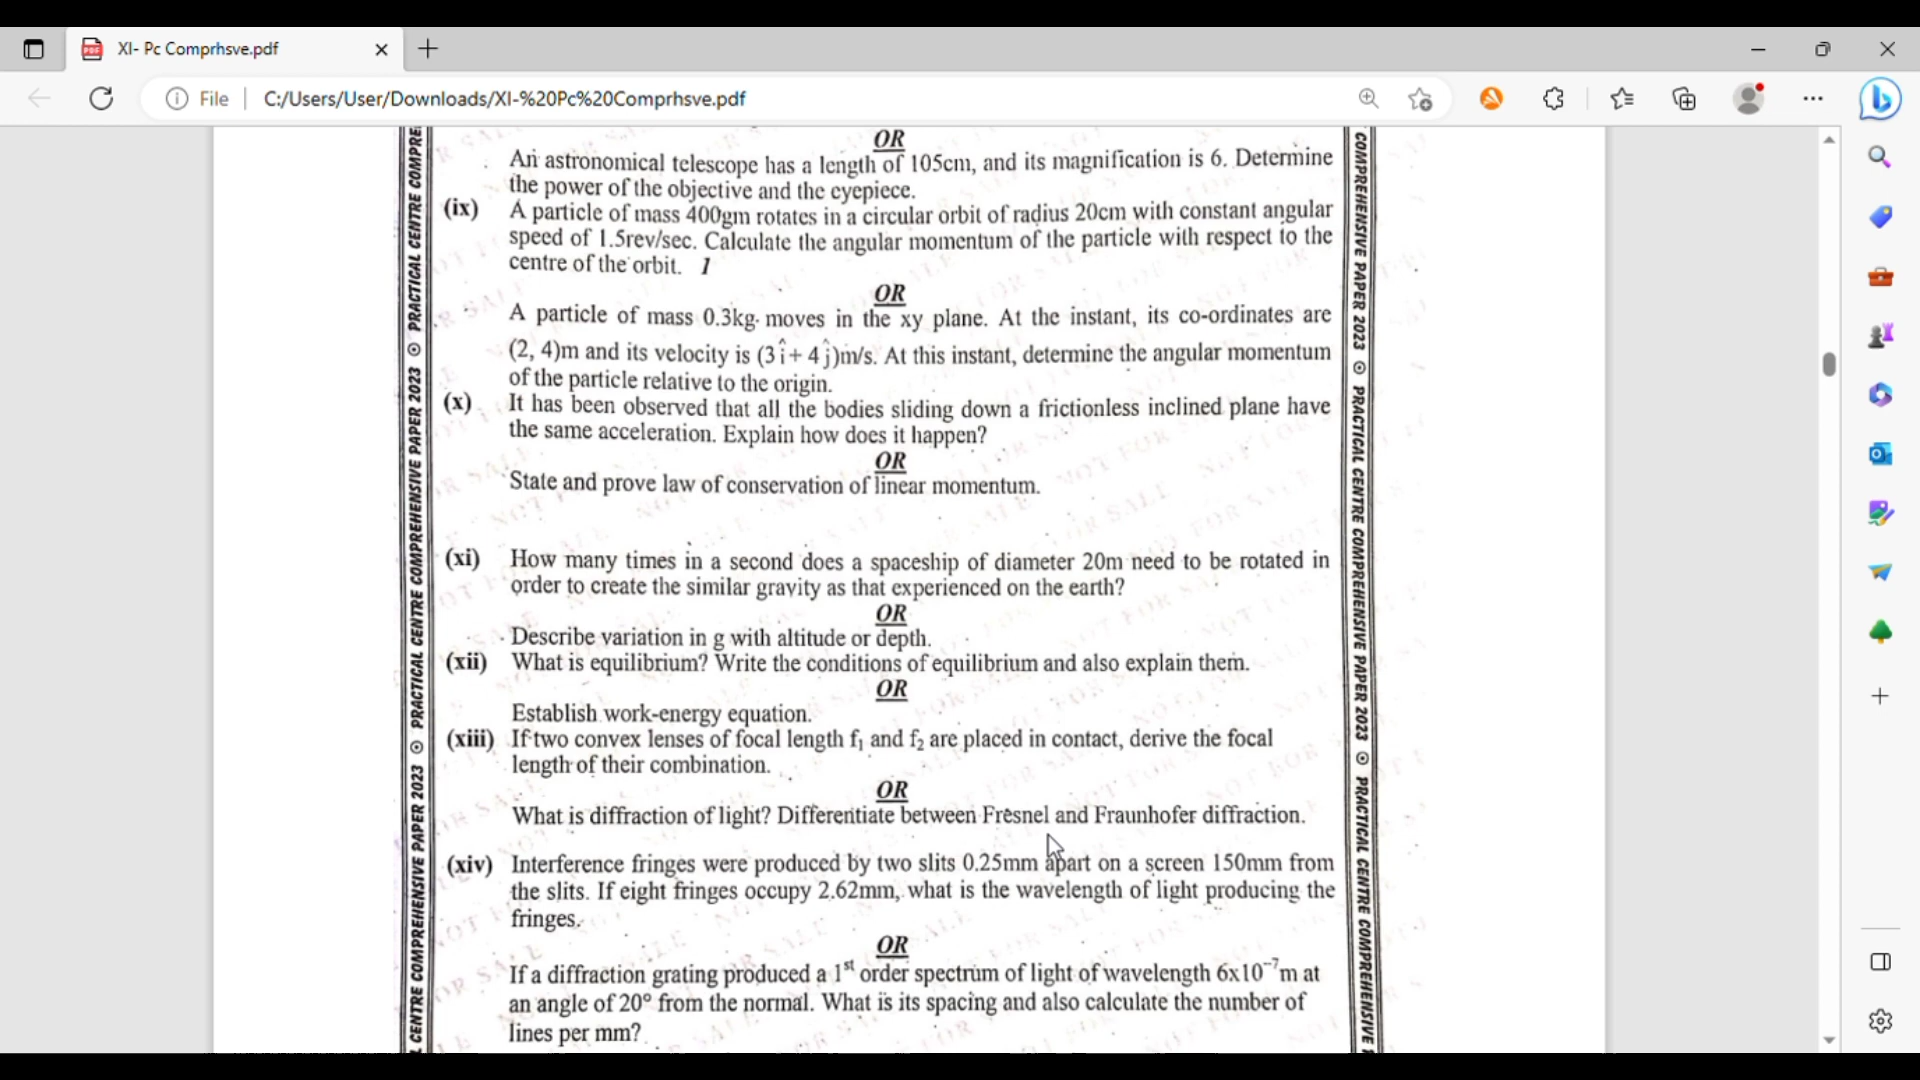 XI- Pc Comprhsve.pdf
File
C:/Users/User/Downloads/XI-%20Pc%20Comprhsve.pdf
OR
An astronomical telescope has a length of 105cm, and its magnification is 6. Determine
the power of the objective and the eyepiece.
(ix) A particle of mass 400gm rotates in a circular orbit of radius 20cm with constant angular
speed of 1.5rev/sec. Calculate the angular momentum of the particle with respect to the
centre of the orbit. 1
OR
A particle of mass 0.3kg moves in the xy plane. At the instant, its co-ordinates are
(2, 4)m and its velocity is (3 î + 4 ĵ)m/s. At this instant, determine the angular momentum
of the particle relative to the origin.
(x) It has been observed that all the bodies sliding down a frictionless inclined plane have
the same acceleration. Explain how does it happen?
OR
State and prove law of conservation of linear momentum.
(xi) How many times in a second does a spaceship of diameter 20m need to be rotated in
order to create the similar gravity as that experienced on the earth?
OR
Describe variation in g with altitude or depth.
(xii) What is equilibrium? Write the conditions of equilibrium and also explain them.
OR
Establish work-energy equation.
(xiii) If two convex lenses of focal length f₁ and f₂ are placed in contact, derive the focal
length of their combination.
OR
What is diffraction of light? Differentiate between Fresnel and Fraunhofer diffraction.
(xiv) Interference fringes were produced by two slits 0.25mm apart on a screen 150mm from
the slits. If eight fringes occupy 2.62mm, what is the wavelength of light producing the
fringes.
OR
If a diffraction grating produced a 1st order spectrum of light of wavelength 6x10⁻⁷m at
an angle of 20° from the normal. What is its spacing and also calculate the number of
lines per mm?
PRACTICAL CENTRE COMPREHENSIVE PAPER 2023
PRACTICAL CENTRE COMPREHENSIVE PAPER 2023
COMPREHENSIVE PAPER 2023
PRACTICAL CENTRE COMPREHENSIVE PAPER 2023
PRACTICAL CENTRE COMPREHENSIVE